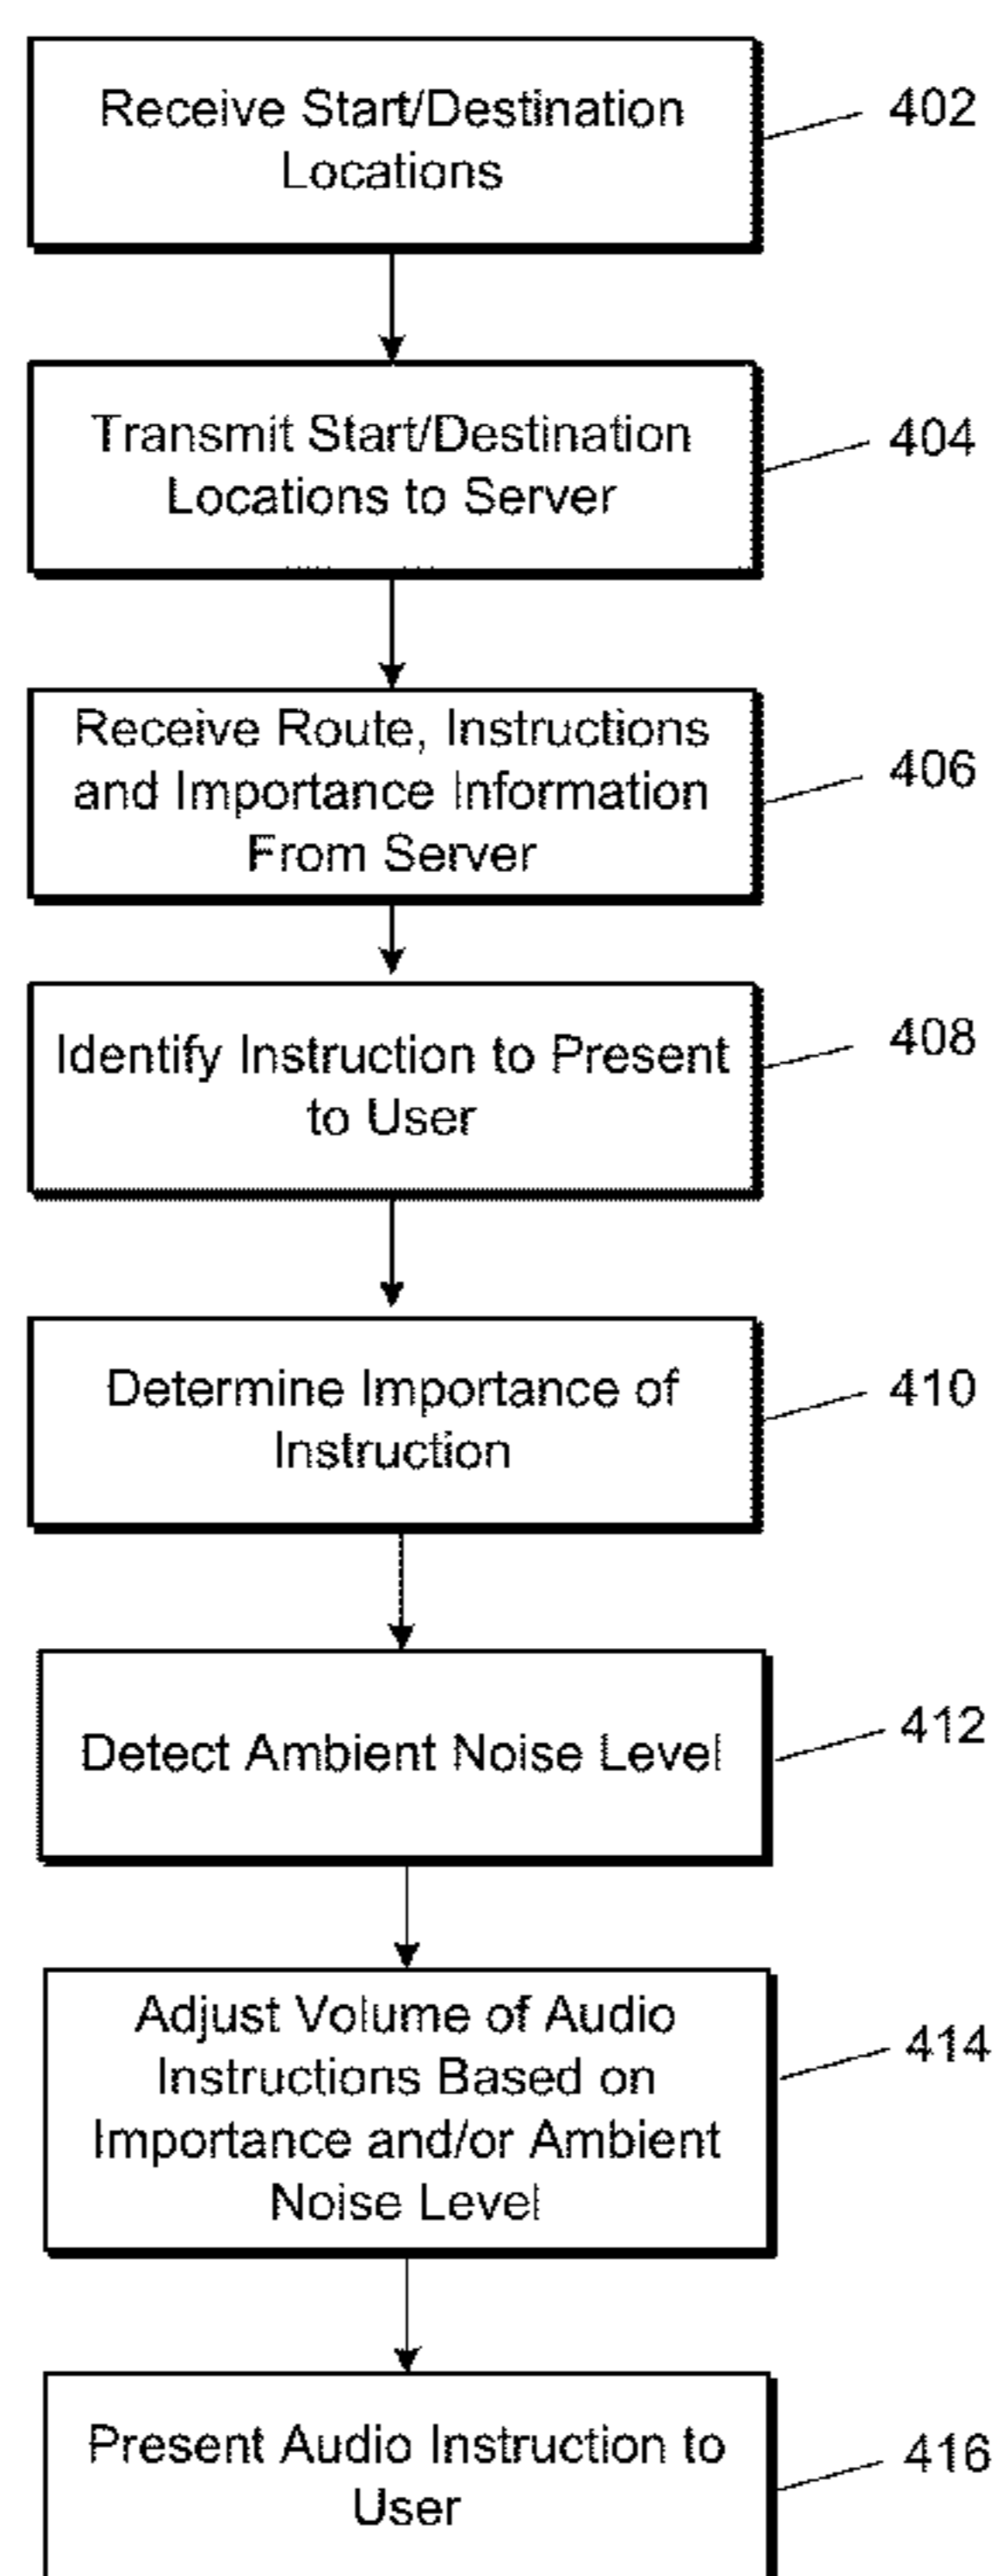 Receive Start/Destination
Locations
402
Transmit Start/Destination
Locations to Server
404
Receive Route, Instructions
and Importance Information
From Server
406
Identify Instruction to Present
to User
408
Determine Importance of
Instruction
410
Detect Ambient Noise Level
412
Adjust Volume of Audio
Instructions Based on
Importance and/or Ambient
Noise Level
414
Present Audio Instruction to
User
416